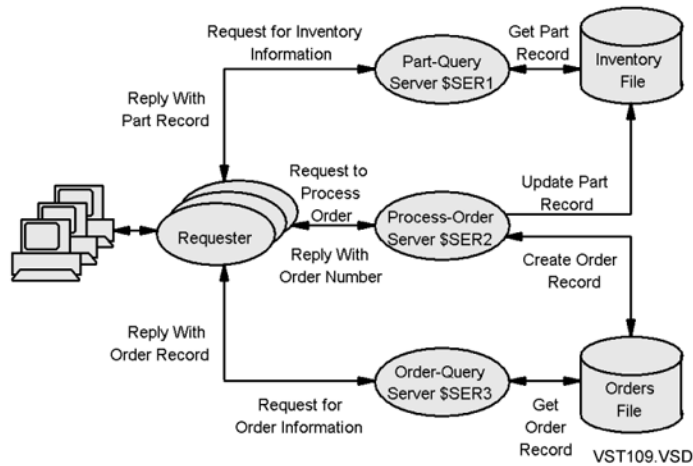 Request for Inventory
Information
Part-Query
Server $SER1
Get Part
Record
Inventory
File
Reply With
Part Record
Request to
Process
Order
Update Part
Record
Requester
Process-Order
Server $SER2
Reply With
Order Number
Create Order
Record
Reply With
Order Record
Order-Query
Server $SER3
Orders
File
Request for
Order Information
Get
Order
Record
VST109.VSD